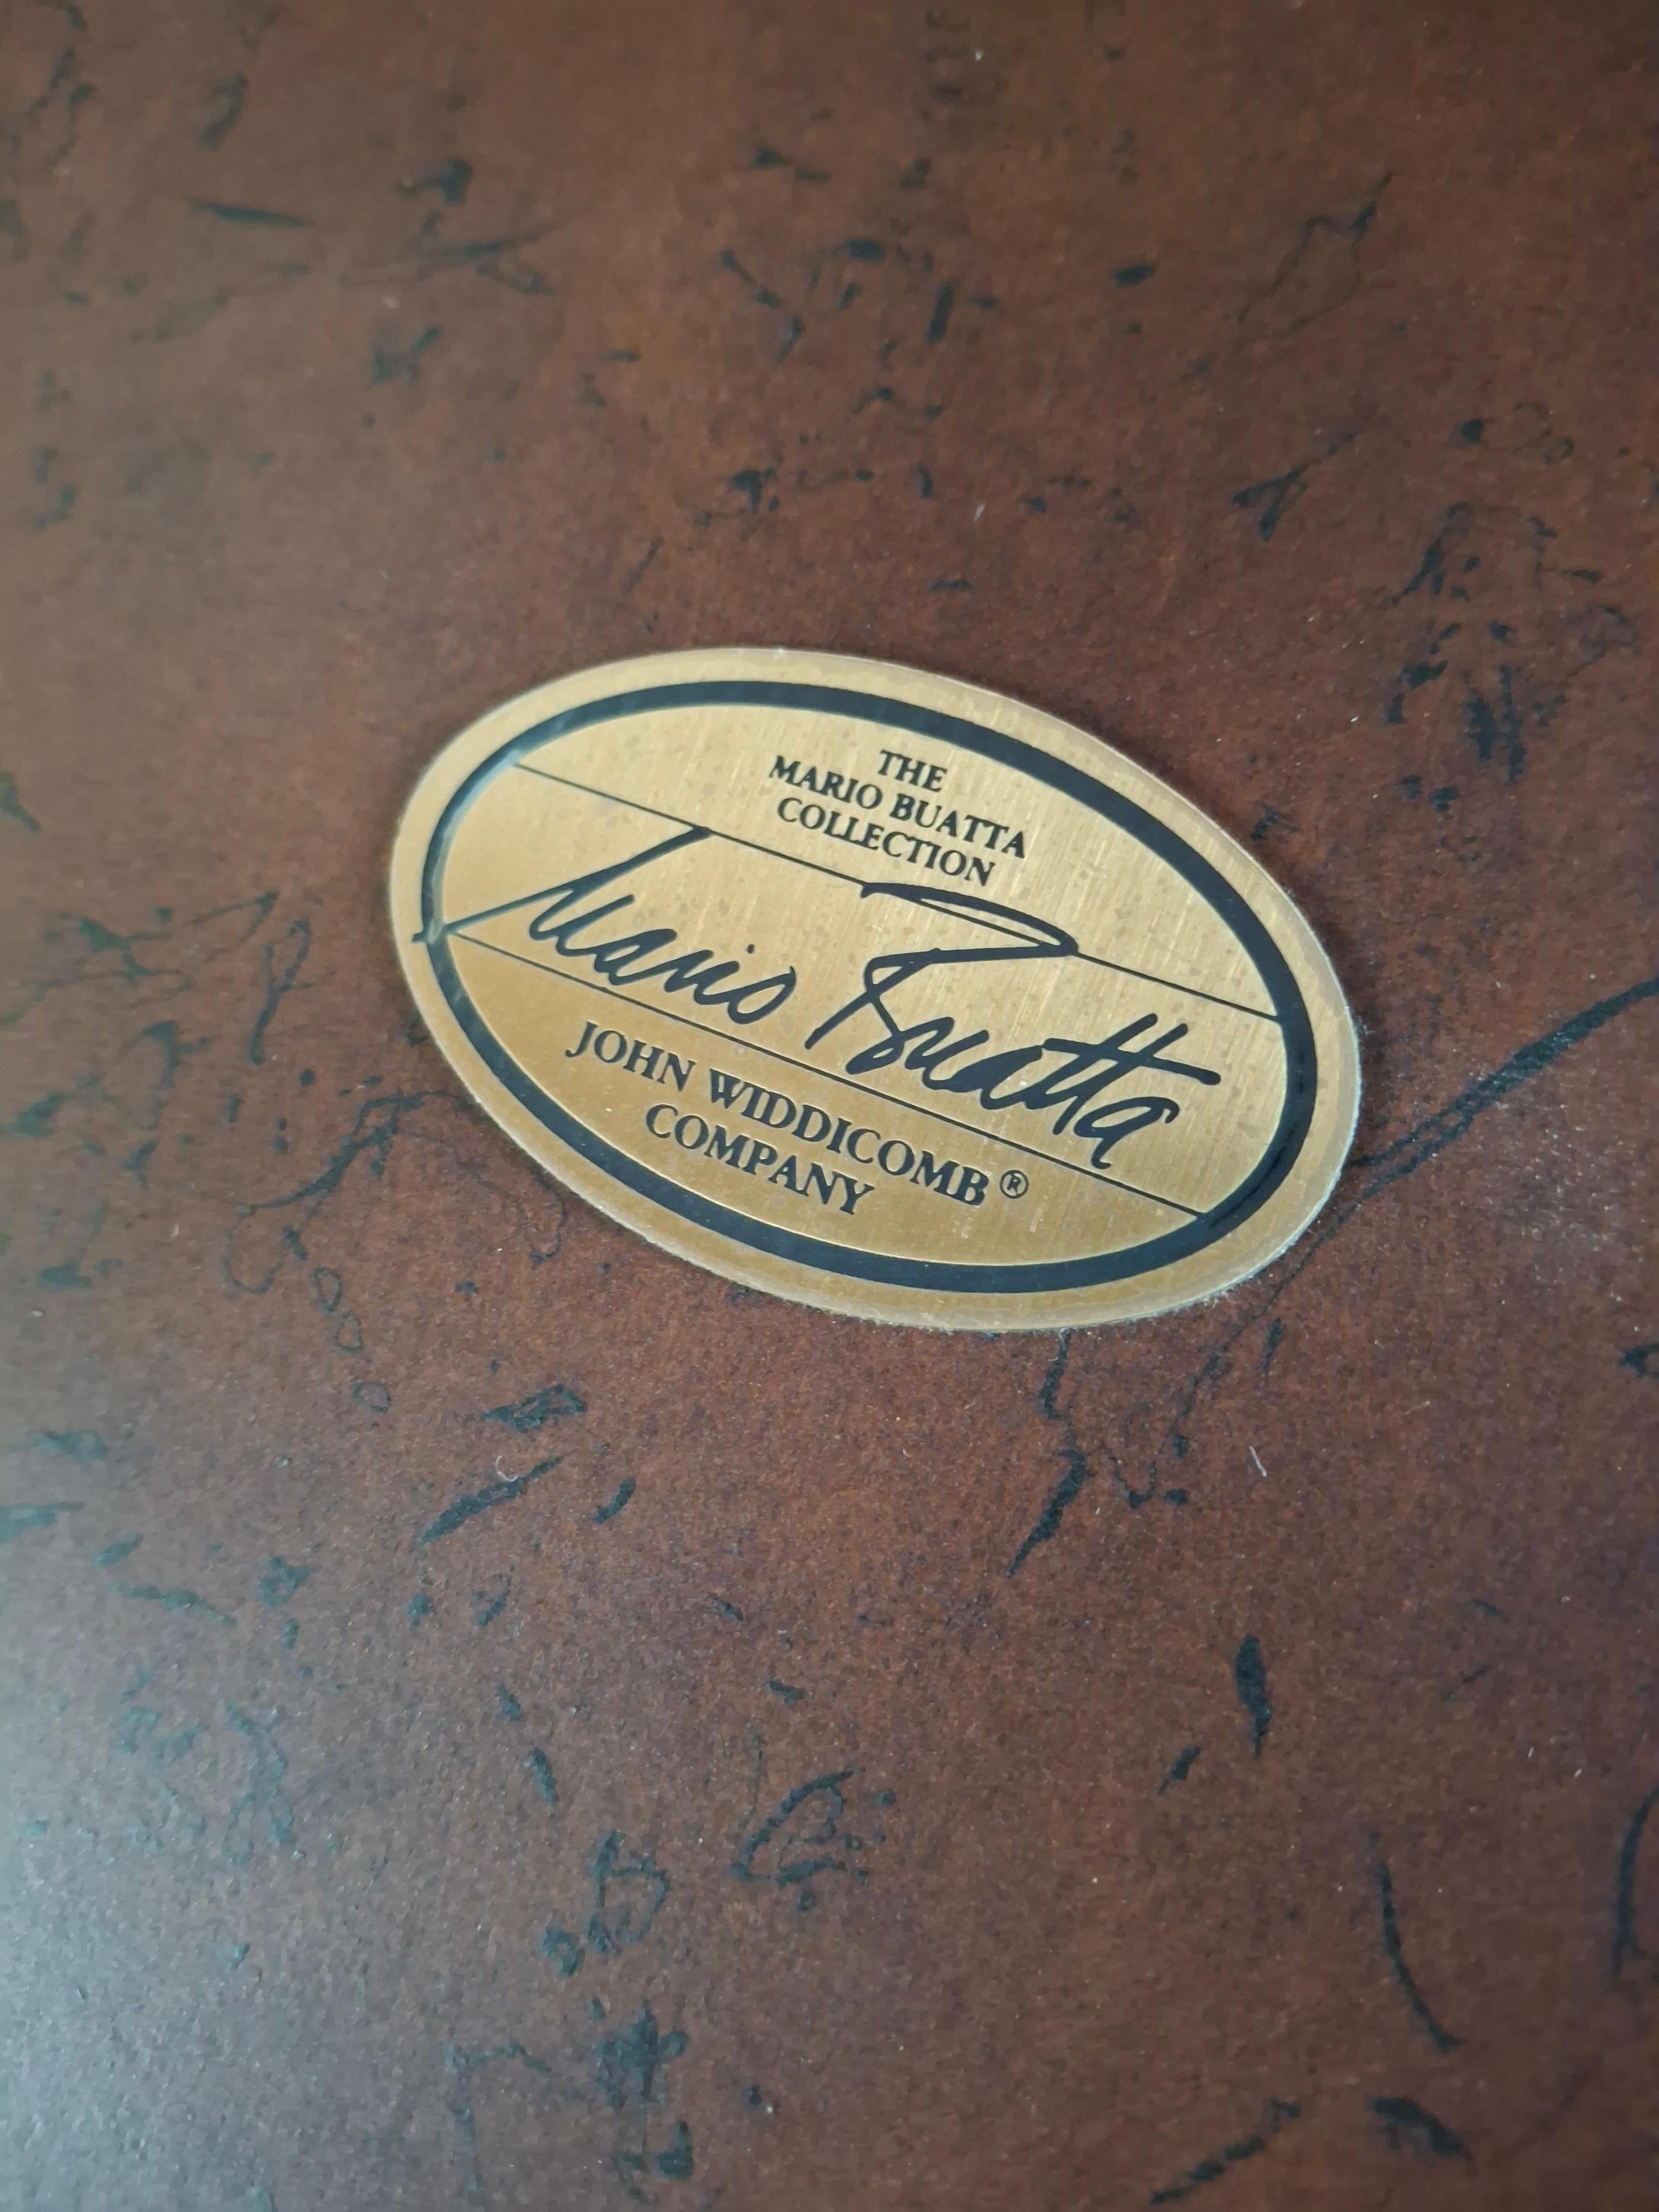 THE
MARIO BUATTA
COLLECTION
Mario Buatta
JOHN WIDDICOMB®
COMPANY